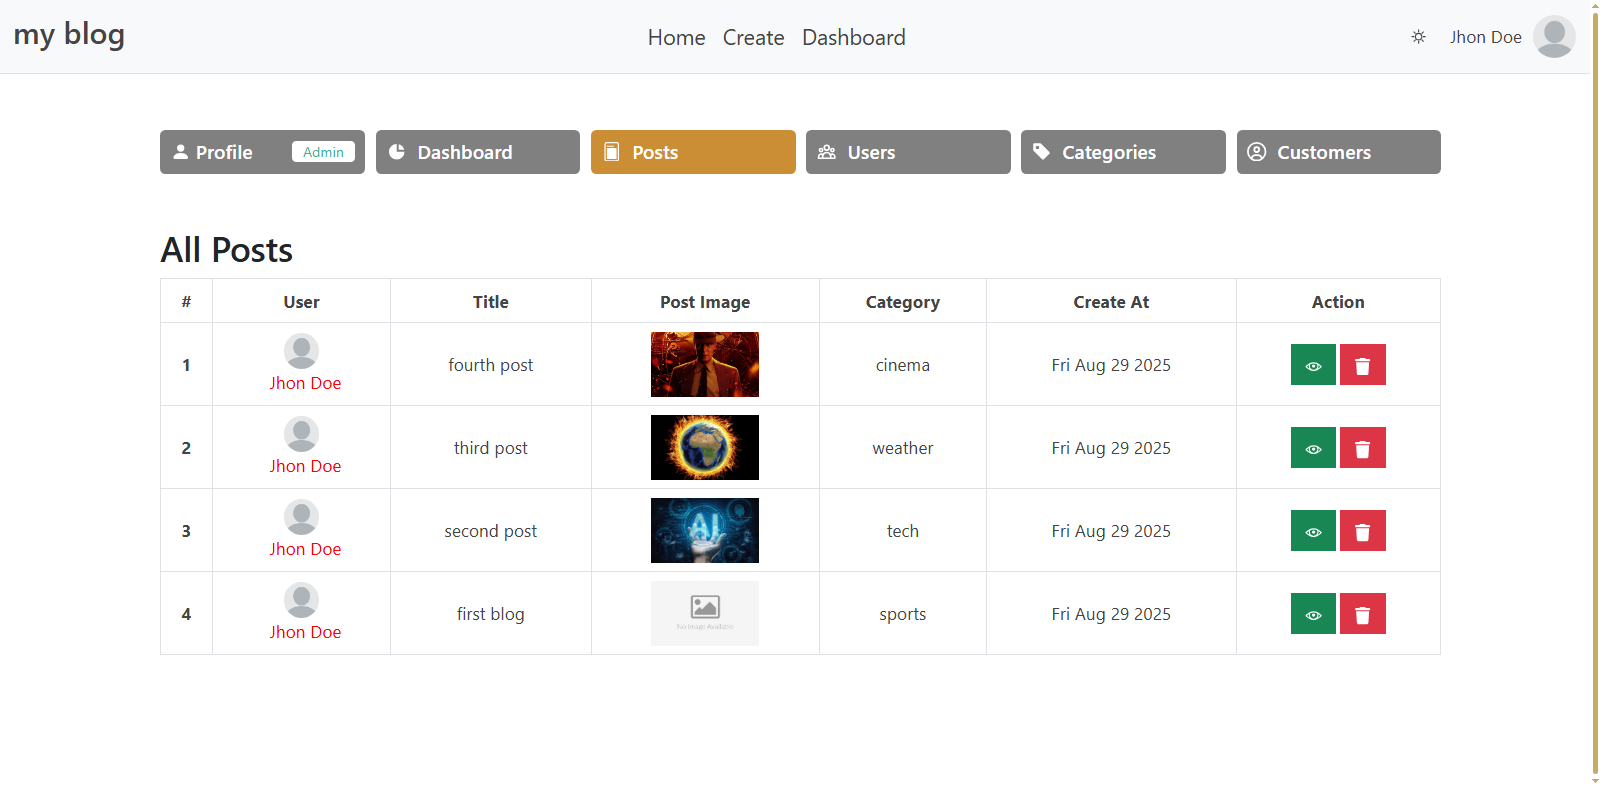 my blog
Home Create Dashboard
Jhon Doe
Profile Admin Dashboard Posts Users Categories Customers
All Posts
# User Title Post Image Category Create At Action
1 Jhon Doe fourth post cinema Fri Aug 29 2025
2 Jhon Doe third post weather Fri Aug 29 2025
3 Jhon Doe second post AI tech Fri Aug 29 2025
4 Jhon Doe first blog No Image Available sports Fri Aug 29 2025